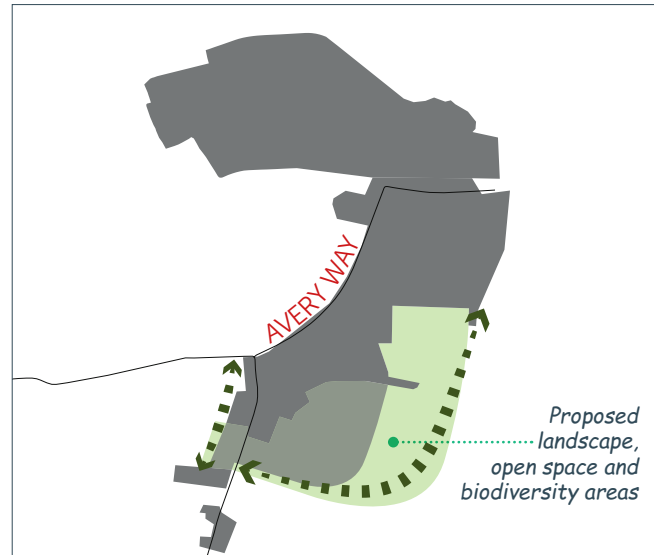 AVERY WAY
Proposed
landscape,
open space and
biodiversity areas